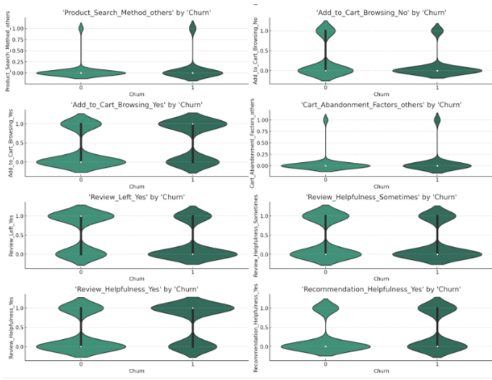 'Product_Search_Method_others' by 'Churn'
Product_Search_Method_others
1.00
0.75
0.50
0.25
0.00
0
1
Churn
'Add_to_Cart_Browsing_No' by 'Churn'
Add_to_Cart_Browsing_No
1.0
0.5
0.0
0
1
Churn
'Add_to_Cart_Browsing_Yes' by 'Churn'
Add_to_Cart_Browsing_Yes
1.0
0.5
0.0
0
1
Churn
'Cart_Abandonment_Factors_others' by 'Churn'
Cart_Abandonment_Factors_others
1.00
0.75
0.50
0.25
0.00
0
1
Churn
'Review_Left_Yes' by 'Churn'
Review_Left_Yes
1.0
0.5
0.0
0
1
Churn
'Review_Helpfulness_Sometimes' by 'Churn'
Review_Helpfulness_Sometimes
1.0
0.5
0.0
0
1
Churn
'Review_Helpfulness_Yes' by 'Churn'
Review_Helpfulness_Yes
1.0
0.5
0.0
0
1
Churn
'Recommendation_Helpfulness_Yes' by 'Churn'
Recommendation_Helpfulness_Yes
1.0
0.5
0.0
0
1
Churn